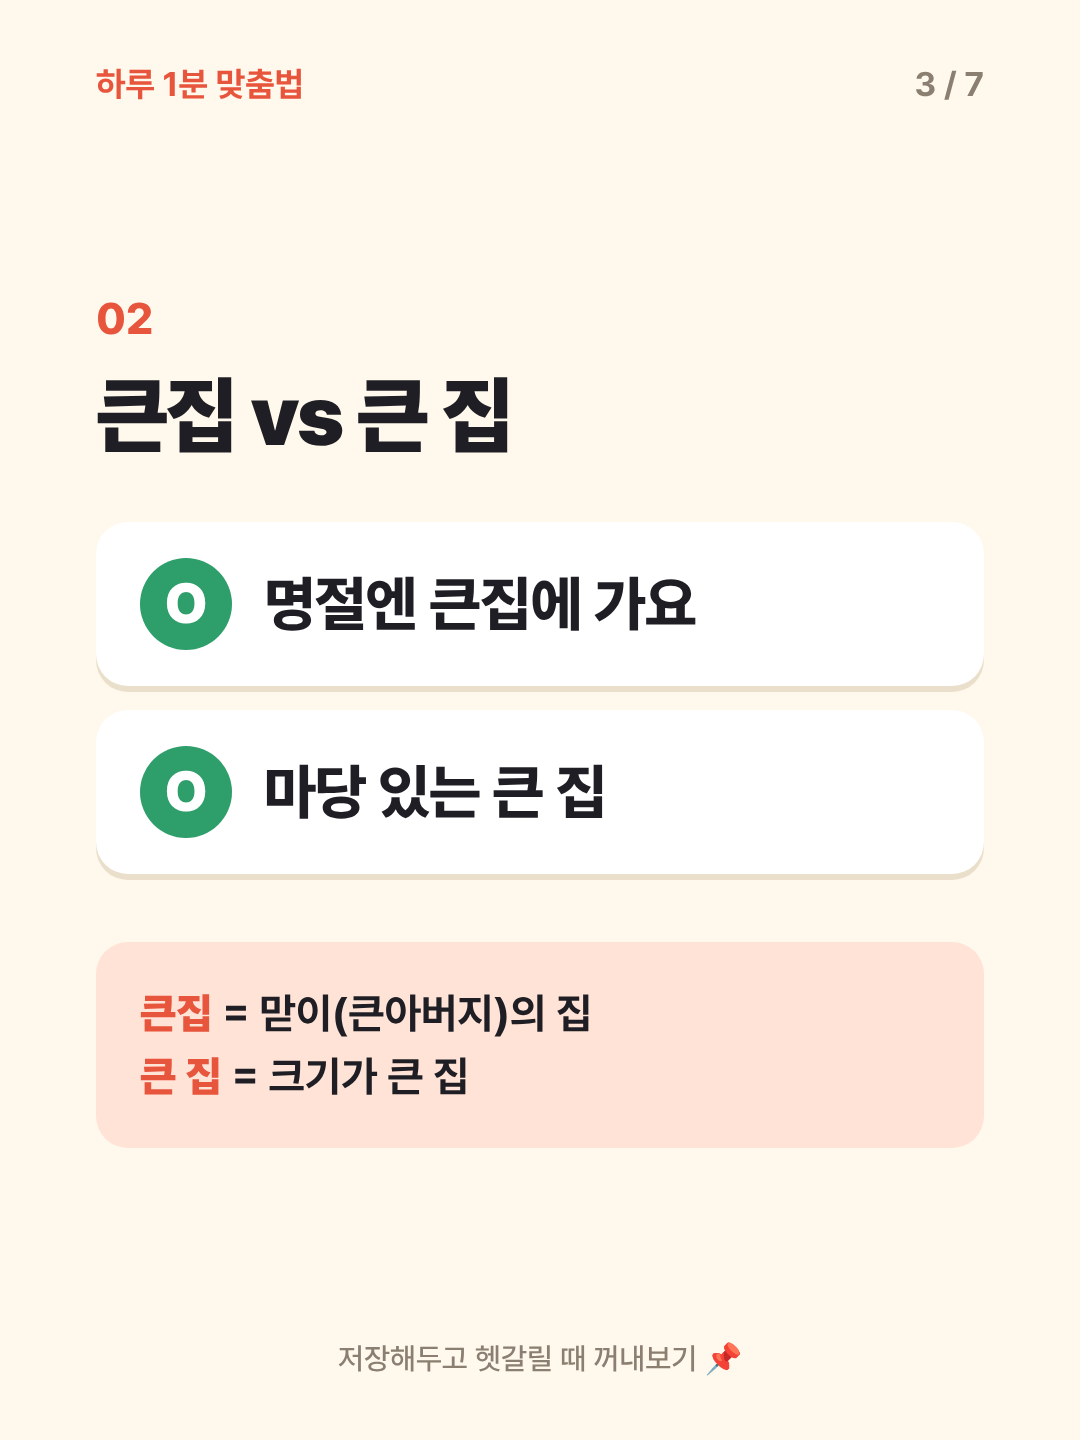 하루 1분 맞춤법
3 / 7
02
큰집 vs 큰 집
O 명절엔 큰집에 가요
O 마당 있는 큰 집
큰집 = 맏이(큰아버지)의 집
큰 집 = 크기가 큰 집
저장해두고 헷갈릴 때 꺼내보기 📌